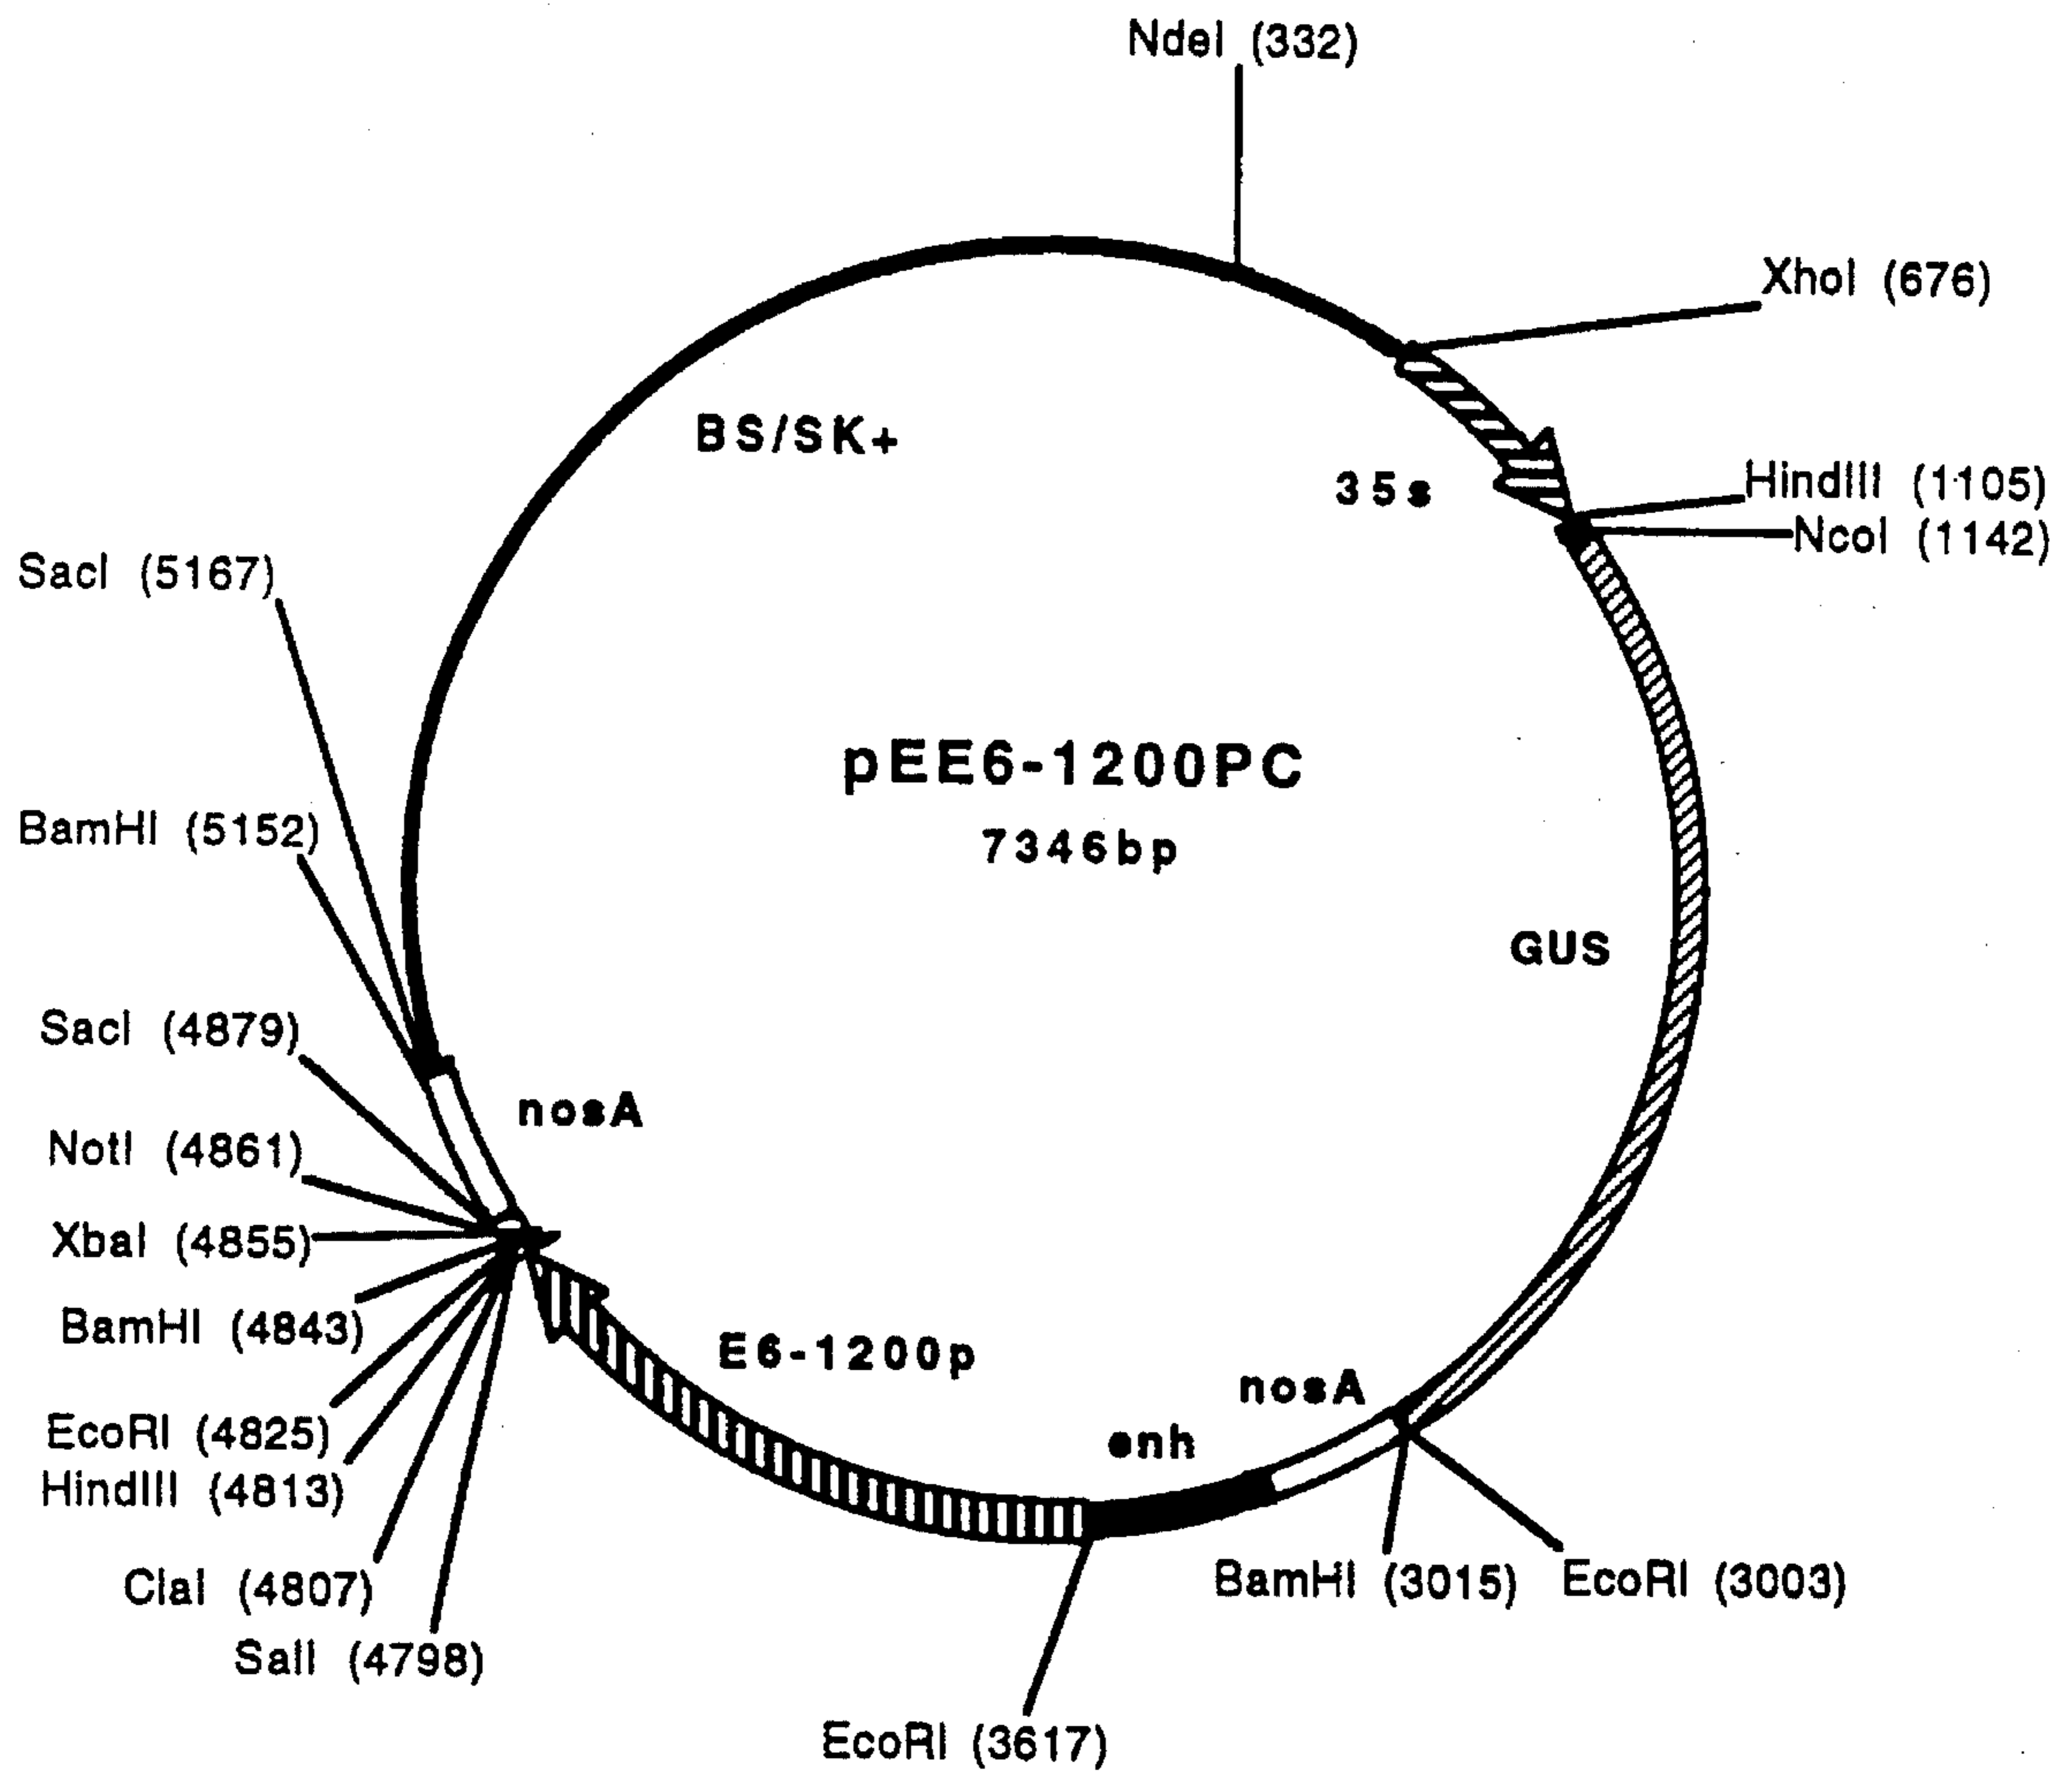 NdeI (332)
XhoI (676)
BS/SK+
35s
HindIII (1105)
NcoI (1142)
SacI (5167)
pEE6-1200PC
7346bp
BamHI (5152)
GUS
SacI (4879)
nosA
NotI (4861)
XbaI (4855)
BamHI (4843)
E6-1200p
nosA
enh
EcoRI (4825)
HindIII (4813)
BamHI (3015)
EcoRI (3003)
ClaI (4807)
SalI (4798)
EcoRI (3617)